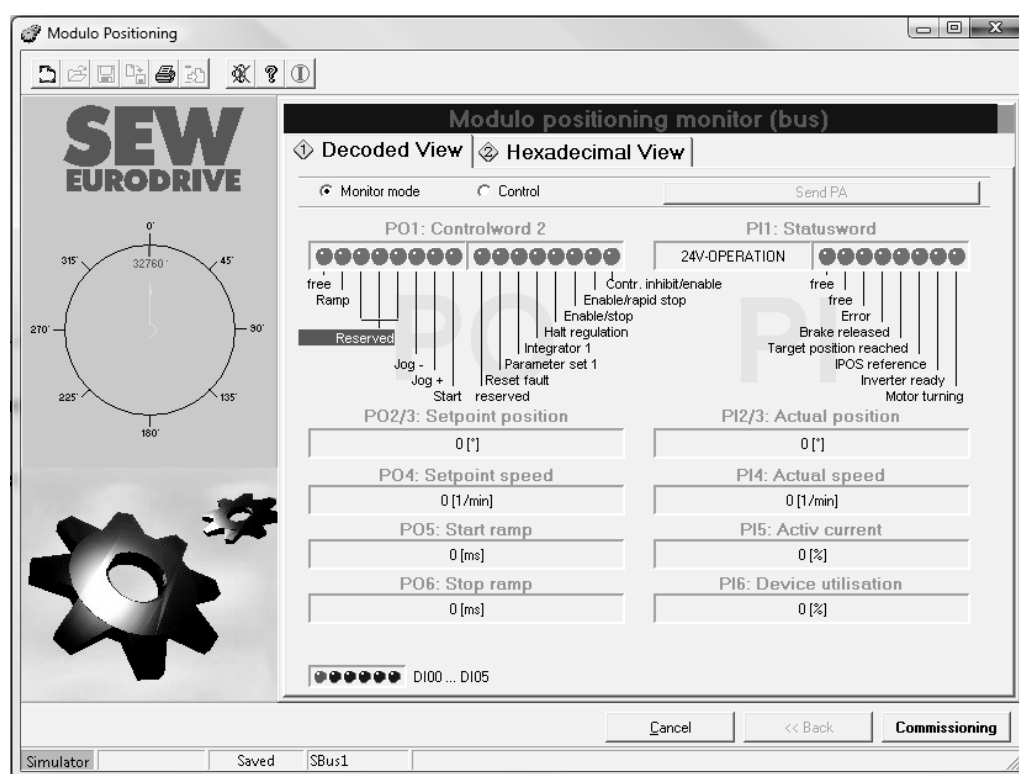 Modulo Positioning
SEW
EURODRIVE
0°
32760°
45°
90°
135°
180°
225°
270°
315°
Modulo positioning monitor (bus)
1 Decoded View
2 Hexadecimal View
Monitor mode
Control
Send PA
PO
PI
PO1: Controlword 2
free
Ramp
Reserved
Jog -
Jog +
Start
reserved
Reset fault
Parameter set 1
Integrator 1
Halt regulation
Enable/stop
Enable/rapid stop
Contr. inhibit/enable
PI1: Statusword
24V-OPERATION
free
free
Error
Brake released
Target position reached
IPOS reference
Inverter ready
Motor turning
PO2/3: Setpoint position
0 [°]
PI2/3: Actual position
0 [°]
PO4: Setpoint speed
0 [1/min]
PI4: Actual speed
0 [1/min]
PO5: Start ramp
0 [ms]
PI5: Activ current
0 [%]
PO6: Stop ramp
0 [ms]
PI6: Device utilisation
0 [%]
DI00 ... DI05
Cancel
<< Back
Commissioning
Simulator
Saved
SBus1